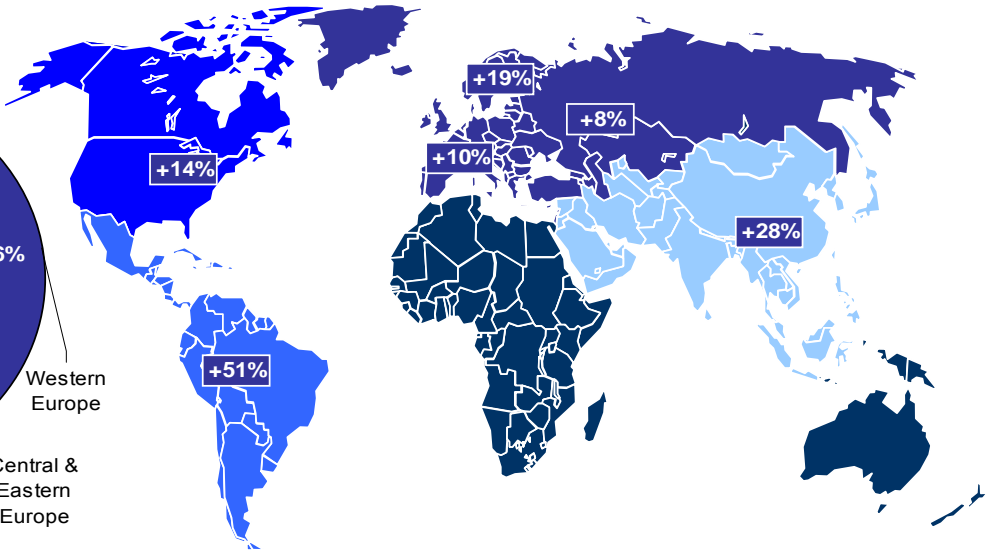 +19%
+8%
+14%
+10%
+28%
6%
+51%
Western
Europe
Central &
Eastern
Europe